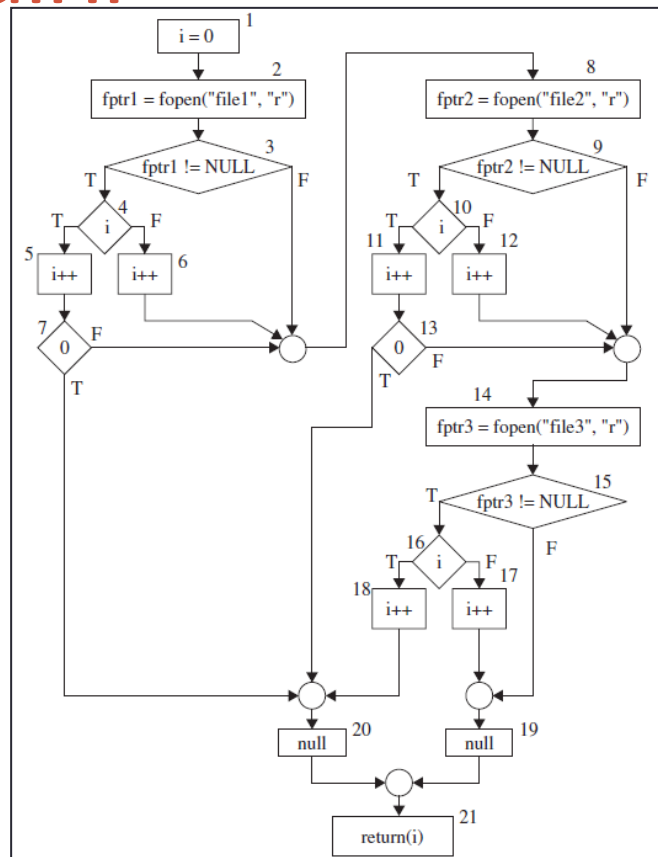 1
i = 0
2
fptr1 = fopen("file1", "r")
3
fptr1 != NULL
T
F
4
T
i
F
5
i++
6
i++
7
0
F
T
8
fptr2 = fopen("file2", "r")
9
fptr2 != NULL
T
F
10
T
i
F
11
i++
12
i++
13
0
T
F
14
fptr3 = fopen("file3", "r")
15
fptr3 != NULL
T
F
16
T
i
F
17
18
i++
i++
20
null
19
null
21
return(i)